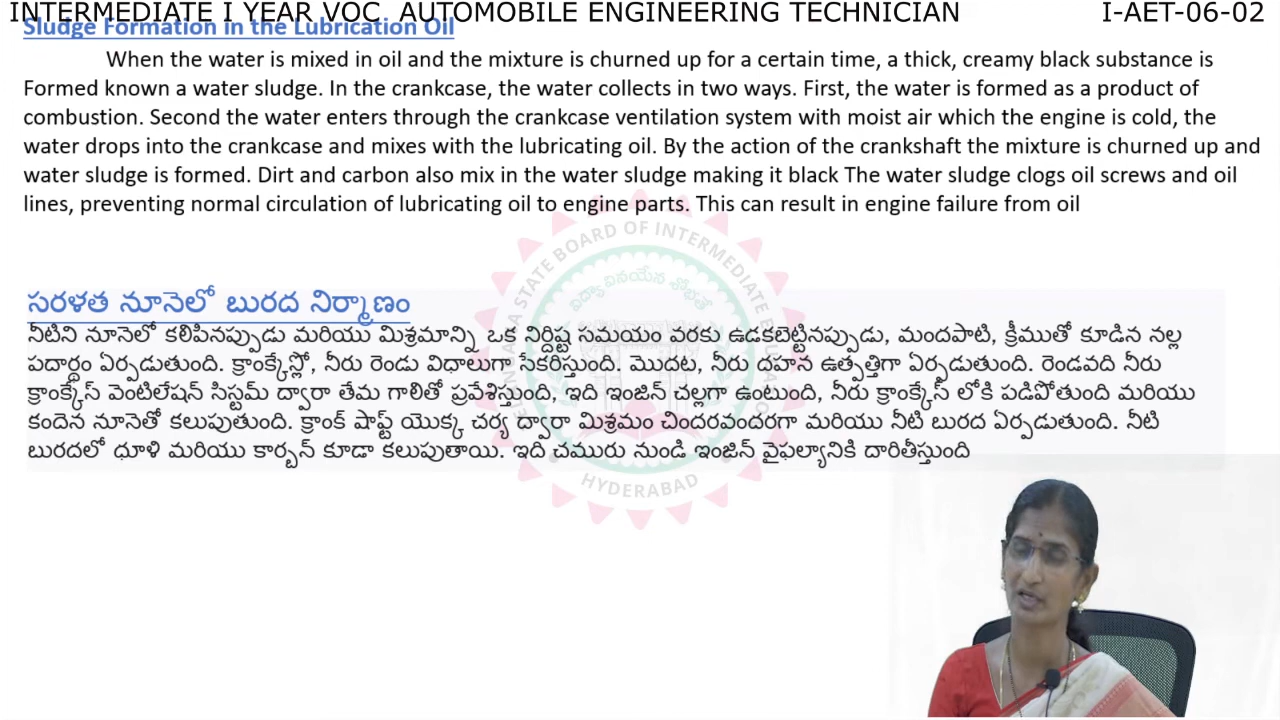 INTERMEDIATE I YEAR VOC AUTOMOBILE ENGINEERING TECHNICIAN I-AET-06-02
Sludge Formation in the Lubrication Oil
When the water is mixed in oil and the mixture is churned up for a certain time, a thick, creamy black substance is
Formed known a water sludge. In the crankcase, the water collects in two ways. First, the water is formed as a product of
combustion. Second the water enters through the crankcase ventilation system with moist air which the engine is cold, the
water drops into the crankcase and mixes with the lubricating oil. By the action of the crankshaft the mixture is churned up and
water sludge is formed. Dirt and carbon also mix in the water sludge making it black The water sludge clogs oil screws and oil
lines, preventing normal circulation of lubricating oil to engine parts. This can result in engine failure from oil
సరళత నూనెలో బురద నిర్మాణం
నీటిని నూనెలో కలిపినప్పుడు మరియు మిశ్రమాన్ని ఒక నిర్దిష్ట సమయం వరకు ఉడకబెట్టినప్పుడు, మందపాటి, క్రీముతో కూడిన నల్ల
పదార్థం ఏర్పడుతుంది. క్రాంక్కేస్లో, నీరు రెండు విధాలుగా సేకరిస్తుంది. మొదట, నీరు దహన ఉత్పత్తిగా ఏర్పడుతుంది. రెండవది నీరు
క్రాంక్కేస్ వెంటిలేషన్ సిస్టమ్ ద్వారా తేమ గాలితో ప్రవేశిస్తుంది, ఇది ఇంజిన్ చల్లగా ఉంటుంది, నీరు క్రాంక్కేస్ లోకి పడిపోతుంది మరియు
కందెన నూనెతో కలుపుతుంది. క్రాంక్ షాఫ్ట్ యొక్క చర్య ద్వారా మిశ్రమం చిందరవందరగా మరియు నీటి బురద ఏర్పడుతుంది. నీటి
బురదలో ధూళి మరియు కార్బన్ కూడా కలుపుతాయి. ఇది చమురు నుండి ఇంజిన్ వైఫల్యానికి దారితీస్తుంది
TELANGANA STATE BOARD OF INTERMEDIATE EDUCATION
విద్యా వినయేన శోభతే
HYDERABAD